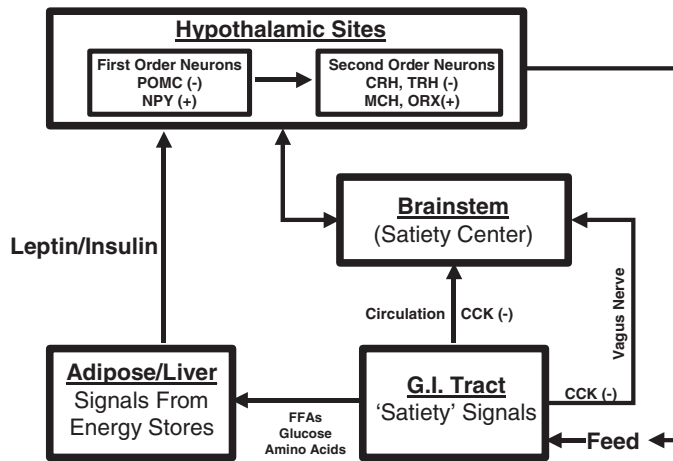 Hypothalamic Sites
First Order Neurons
POMC (-)
NPY (+)
Second Order Neurons
CRH, TRH (-)
MCH, ORX(+)
Brainstem
(Satiety Center)
Leptin/Insulin
Circulation
CCK (-)
Vagus Nerve
Adipose/Liver
Signals From
Energy Stores
FFAs
Glucose
Amino Acids
G.I. Tract
'Satiety' Signals
CCK (-)
Feed